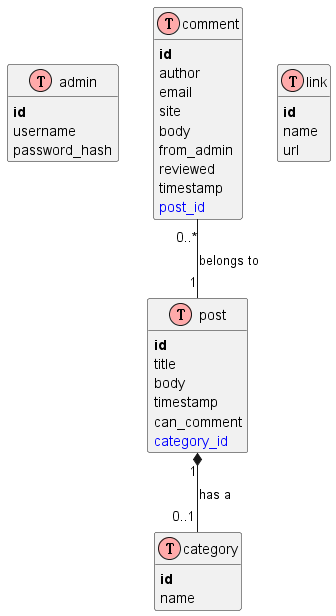 T comment
id
author
email
site
body
from_admin
reviewed
timestamp
post_id
T admin
id
username
password_hash
T link
id
name
url
0..*
belongs to
1
T post
id
title
body
timestamp
can_comment
category_id
1
has a
0..1
T category
id
name